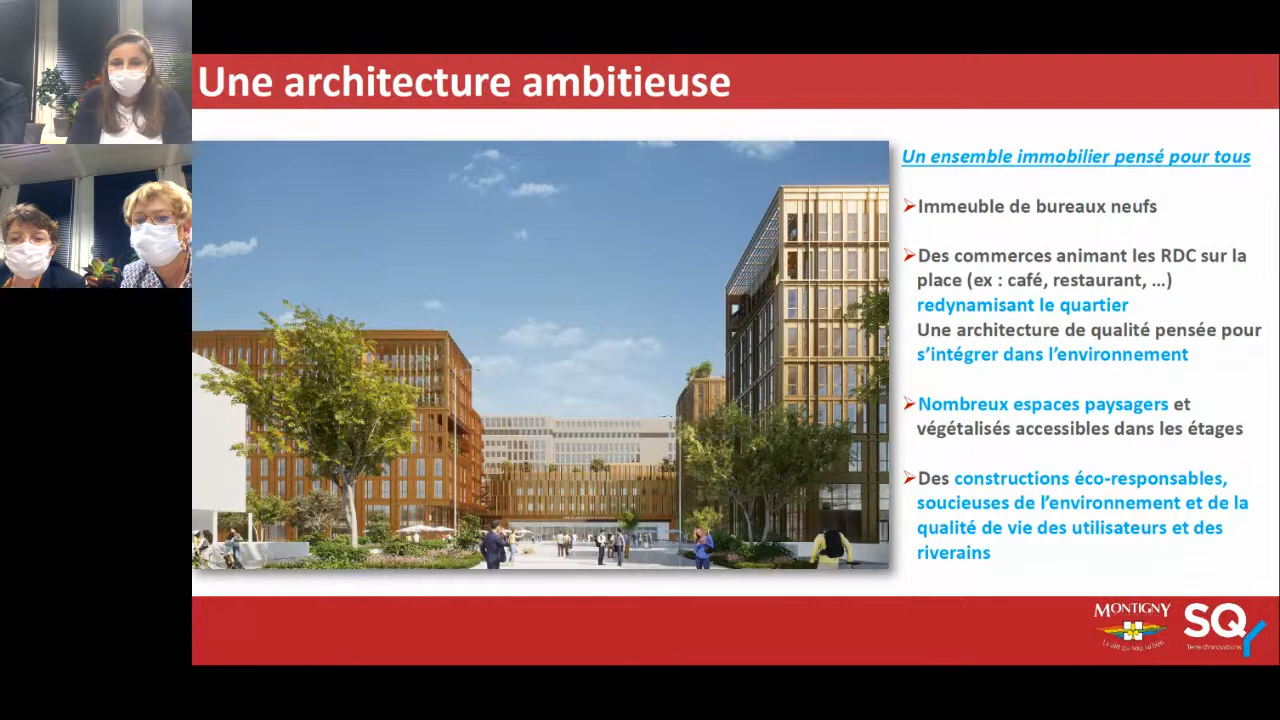 Une architecture ambitieuse
Un ensemble immobilier pensé pour tous
Immeuble de bureaux neufs
Des commerces animant les RDC sur la
place (ex : café, restaurant, …)
redynamisant le quartier
Une architecture de qualité pensée pour
s’intégrer dans l’environnement
Nombreux espaces paysagers et
végétalisés accessibles dans les étages
Des constructions éco-responsables,
soucieuses de l’environnement et de la
qualité de vie des utilisateurs et des
riverains
MONTIGNY
SQY
Terre d'innovations